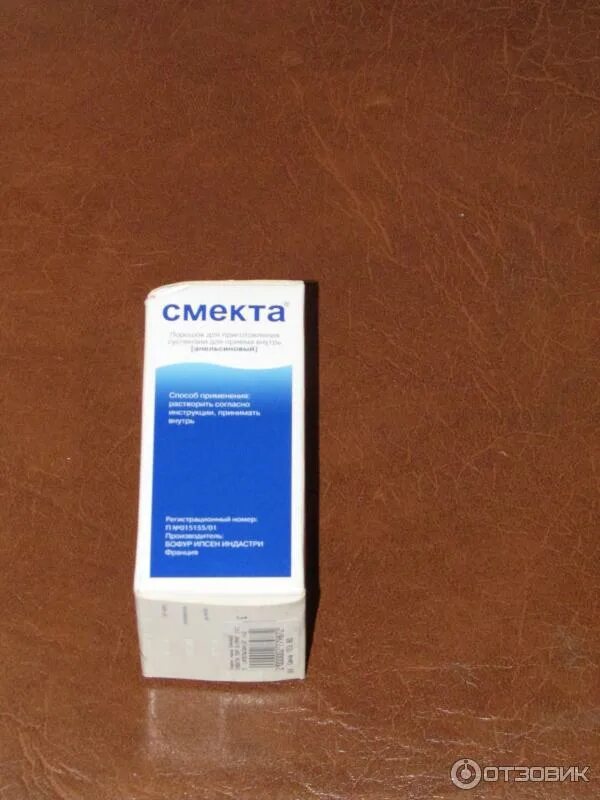 смекта®
Порошок для приготовления
суспензии для приема внутрь
[апельсиновый]
Способ применения:
растворить согласно
инструкции, принимать
внутрь
Регистрационный номер:
П №015155/01
Производитель:
БОФУР ИПСЕН ИНДАСТРИ
Франция
ОТЗОВИК